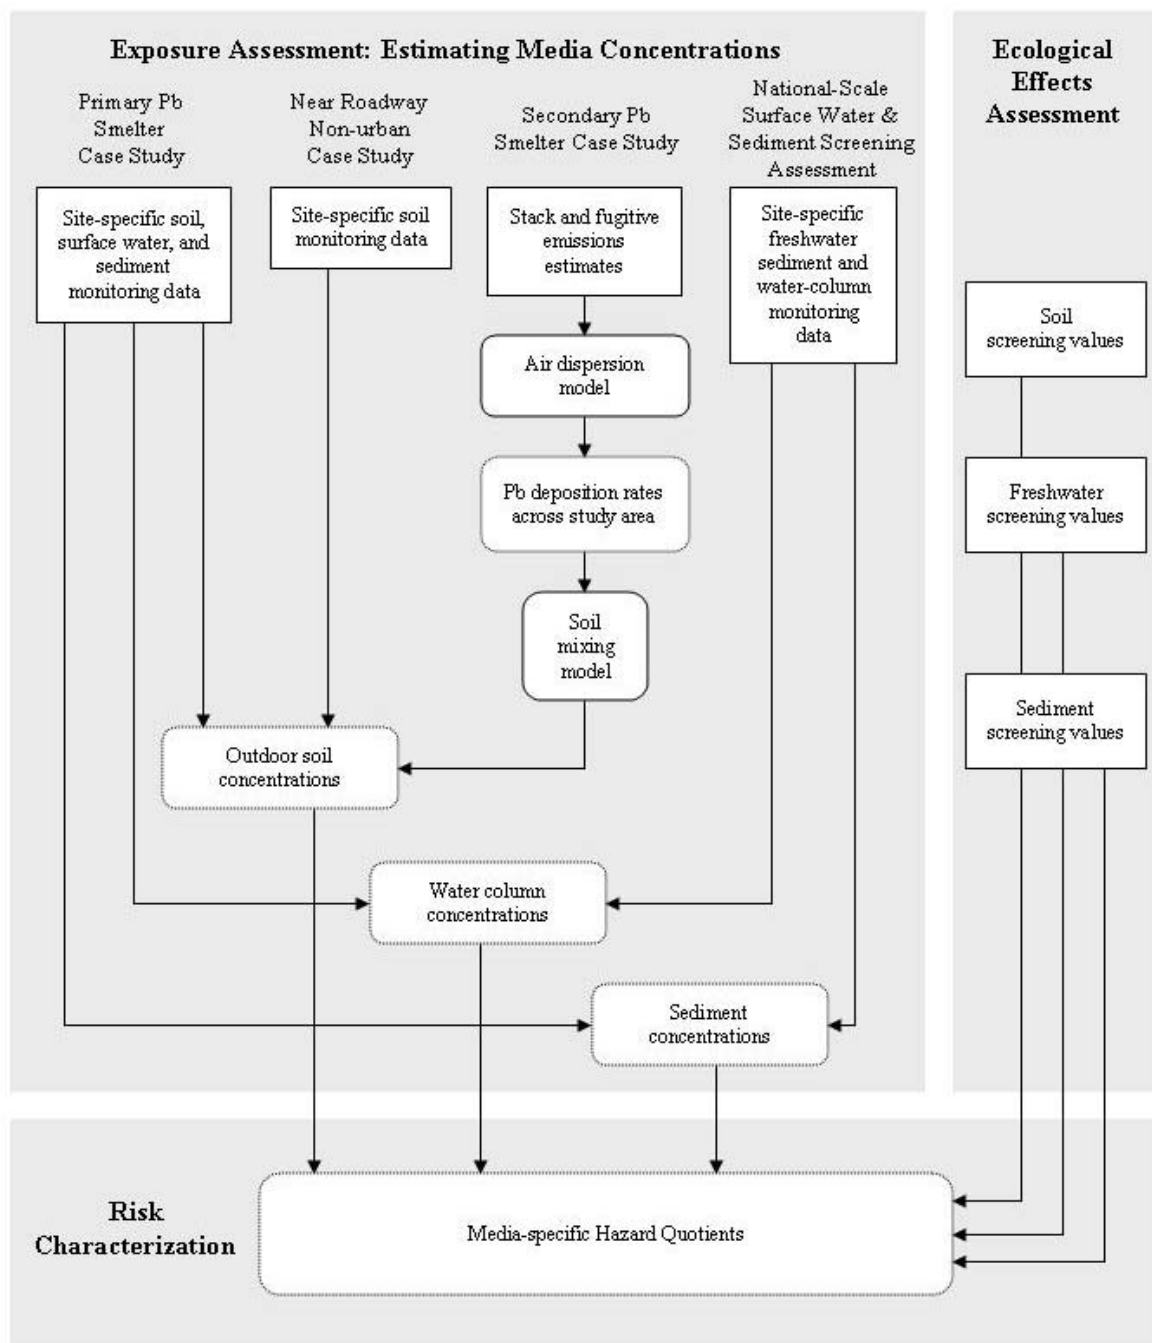 Exposure Assessment: Estimating Media Concentrations
Primary Pb
Smelter
Case Study
Near Roadway
Non-urban
Case Study
Secondary Pb
Smelter Case Study
National-Scale
Surface Water &
Sediment Screening
Assessment
Ecological
Effects
Assessment
Site-specific soil,
surface water, and
sediment
monitoring data
Site-specific soil
monitoring data
Stack and fugitive
emissions
estimates
Site-specific
freshwater
sediment and
water-column
monitoring
data
Air dispersion
model
Pb deposition rates
across study area
Soil
mixing
model
Soil
screening values
Freshwater
screening values
Sediment
screening values
Outdoor soil
concentrations
Water column
concentrations
Sediment
concentrations
Risk
Characterization
Media-specific Hazard Quotients